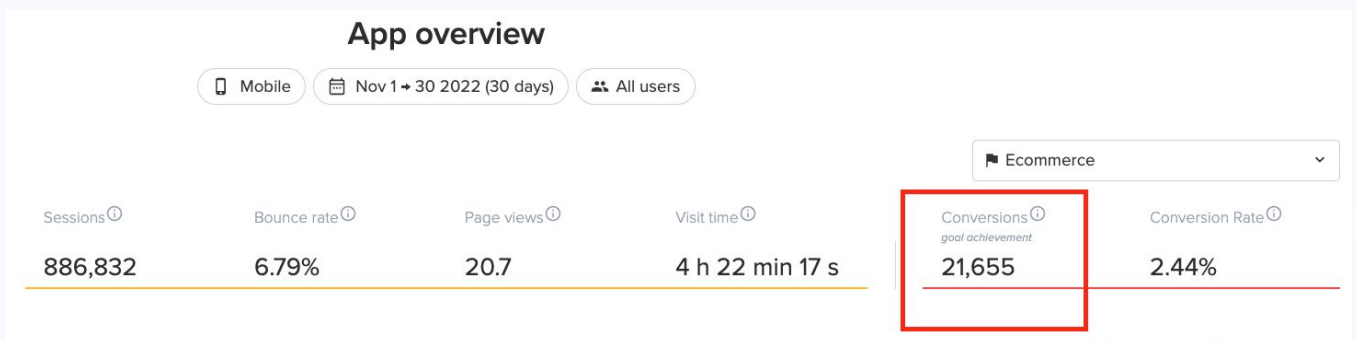 App overview
Mobile
Nov 1 → 30 2022 (30 days)
All users
Ecommerce
Sessions
Bounce rate
Page views
Visit time
Conversions
Conversion Rate
goal achievement
886,832
6.79%
20.7
4 h 22 min 17 s
21,655
2.44%